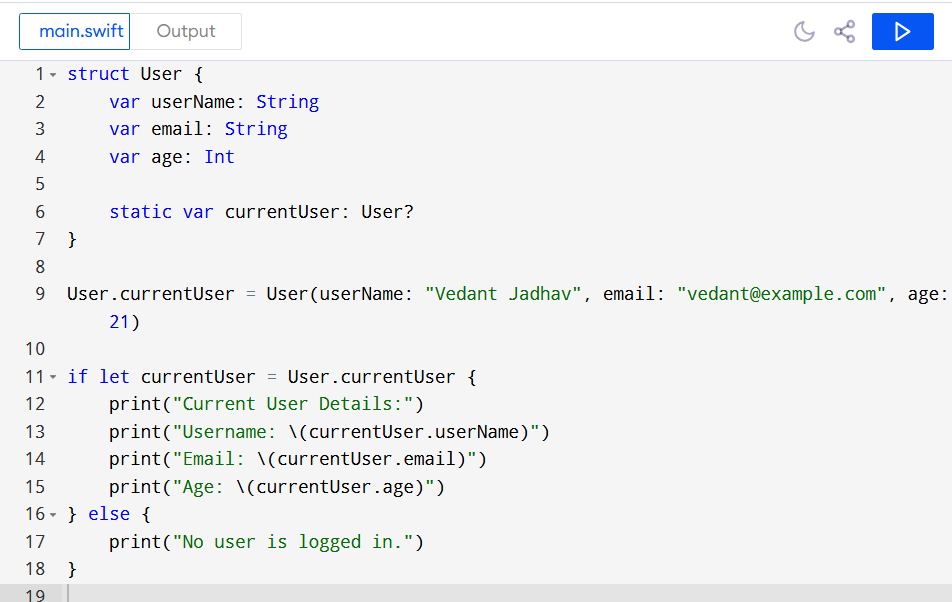 main.swift Output
1 struct User {
2 var userName: String
3 var email: String
4 var age: Int
5
6 static var currentUser: User?
7 }
8
9 User.currentUser = User(userName: "Vedant Jadhav", email: "vedant@example.com", age:
21)
10
11 if let currentUser = User.currentUser {
12 print("Current User Details:")
13 print("Username: \(currentUser.userName)")
14 print("Email: \(currentUser.email)")
15 print("Age: \(currentUser.age)")
16 } else {
17 print("No user is logged in.")
18 }
19